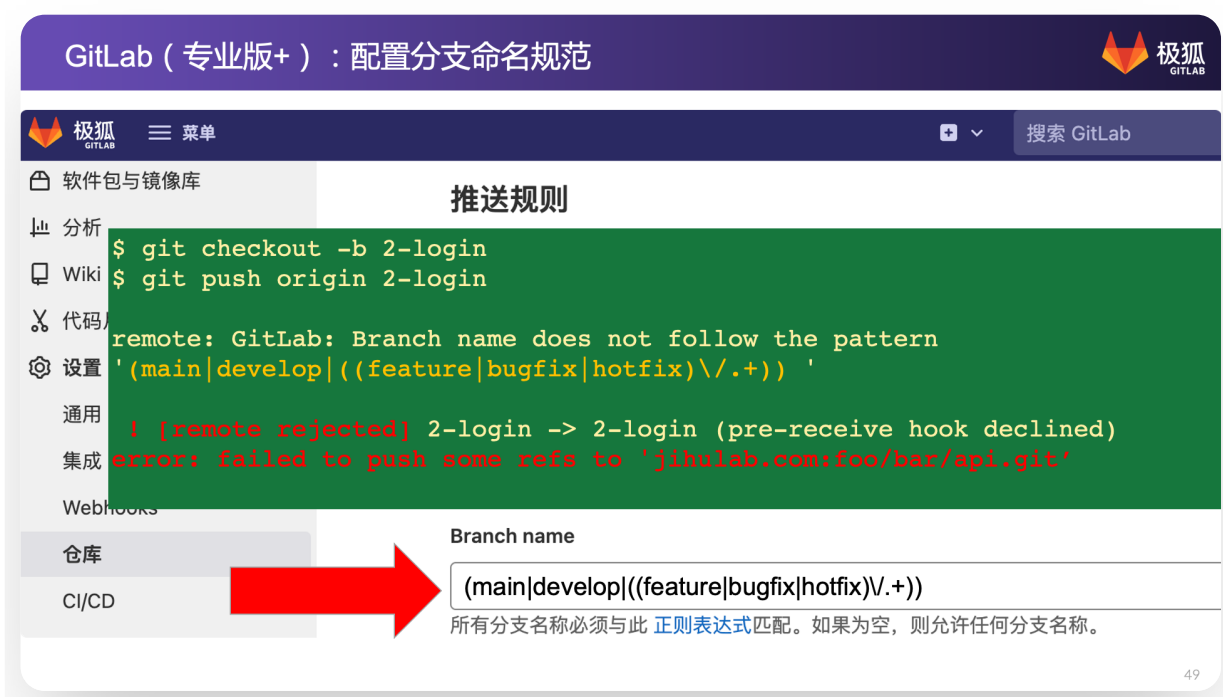 GitLab（专业版+）：配置分支命名规范
极狐
GITLAB
极狐
GITLAB
菜单
搜索 GitLab
软件包与镜像库
分析
Wiki
代码
设置
通用
集成
Webhooks
仓库
CI/CD
推送规则
$ git checkout -b 2-login
$ git push origin 2-login
remote: GitLab: Branch name does not follow the pattern
'(main|develop|((feature|bugfix|hotfix)\/.+)) '
! [remote rejected] 2-login -> 2-login (pre-receive hook declined)
error: failed to push some refs to 'jihulab.com:foo/bar/api.git’
Branch name
(main|develop|((feature|bugfix|hotfix)\/.+))
所有分支名称必须与此 正则表达式匹配。如果为空，则允许任何分支名称。
49